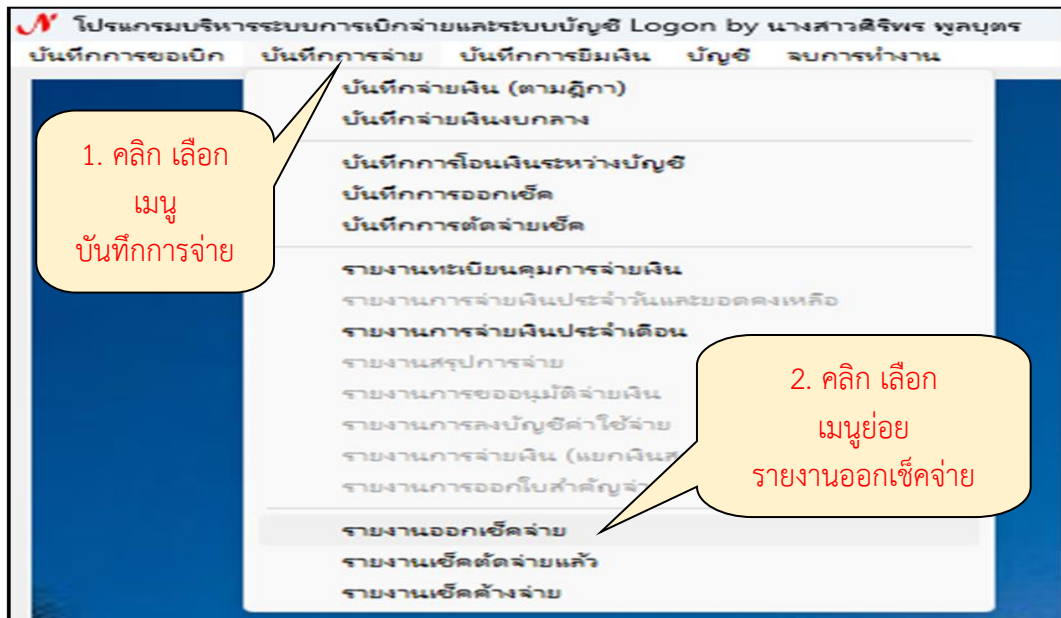 โปรแกรมบริหารระบบการเบิกจ่ายและระบบบัญชี Logon by นางสาวศิริพร พูลบุตร
บันทึกการขอเบิก บันทึกการจ่าย บันทึกการยืมเงิน บัญชี จบการทำงาน
บันทึกจ่ายเงิน (ตามฎีกา)
บันทึกจ่ายเงินงบกลาง
บันทึกการโอนเงินระหว่างบัญชี
บันทึกการออกเช็ค
บันทึกการตัดจ่ายเช็ค
รายงานทะเบียนคุมการจ่ายเงิน
รายงานการจ่ายเงินประจำวันและยอดคงเหลือ
รายงานการจ่ายเงินประจำเดือน
รายงานสรุปการจ่าย
รายงานการขออนุมัติจ่ายเงิน
รายงานการลงบัญชีค่าใช้จ่าย
รายงานการจ่ายเงิน (แยกเงินส
รายงานการออกใบสำคัญจ่
รายงานออกเช็คจ่าย
รายงานเช็คตัดจ่ายแล้ว
รายงานเช็คค้างจ่าย
1. คลิก เลือก
เมนู
บันทึกการจ่าย
2. คลิก เลือก
เมนูย่อย
รายงานออกเช็คจ่าย